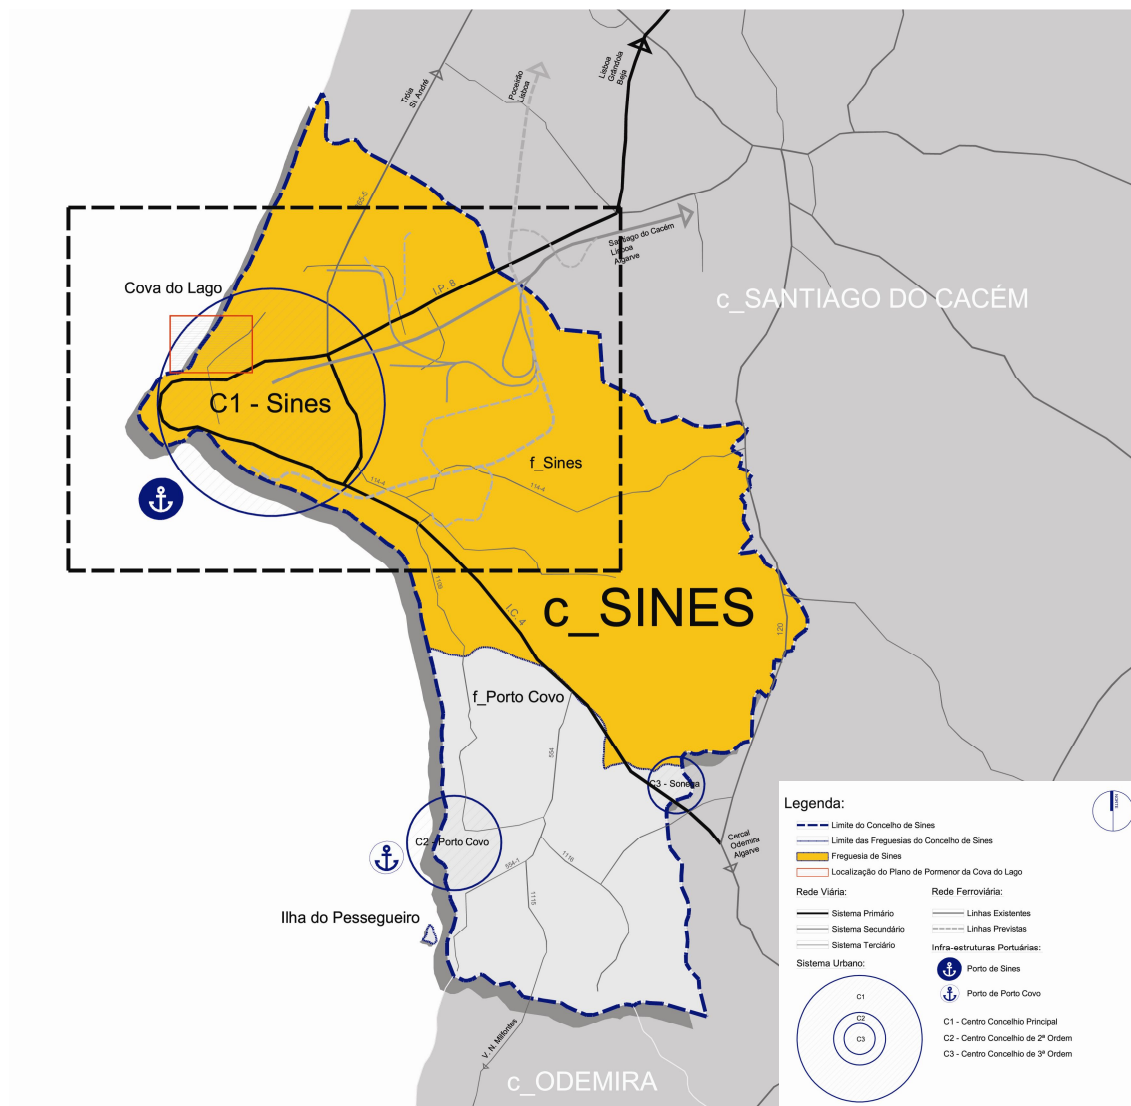 Tróia
St. André
Poceirão
Lisboa
Lisboa
Grândola
Beja
Santiago do Cacém
Lisboa
Algarve
Cova do Lago
I.P. 8
c_SANTIAGO DO CACÉM
C1 - Sines
f_Sines
114-4
114-4
1109
I.C. 4
c_SINES
120
f_Porto Covo
554
C3 - Sonega
C2 - Porto Covo
554-1
1116
1115
Cercal
Odemira
Algarve
Ilha do Pessegueiro
V. N. Milfontes
c_ODEMIRA
Legenda:
NORTE
Limite do Concelho de Sines
Limite das Freguesias do Concelho de Sines
Freguesia de Sines
Localização do Plano de Pormenor da Cova do Lago
Rede Viária:
Sistema Primário
Sistema Secundário
Sistema Terciário
Rede Ferroviária:
Linhas Existentes
Linhas Previstas
Infra-estruturas Portuárias:
Porto de Sines
Porto de Porto Covo
Sistema Urbano:
C1
C2
C3
C1 - Centro Concelhio Principal
C2 - Centro Concelhio de 2ª Ordem
C3 - Centro Concelhio de 3ª Ordem